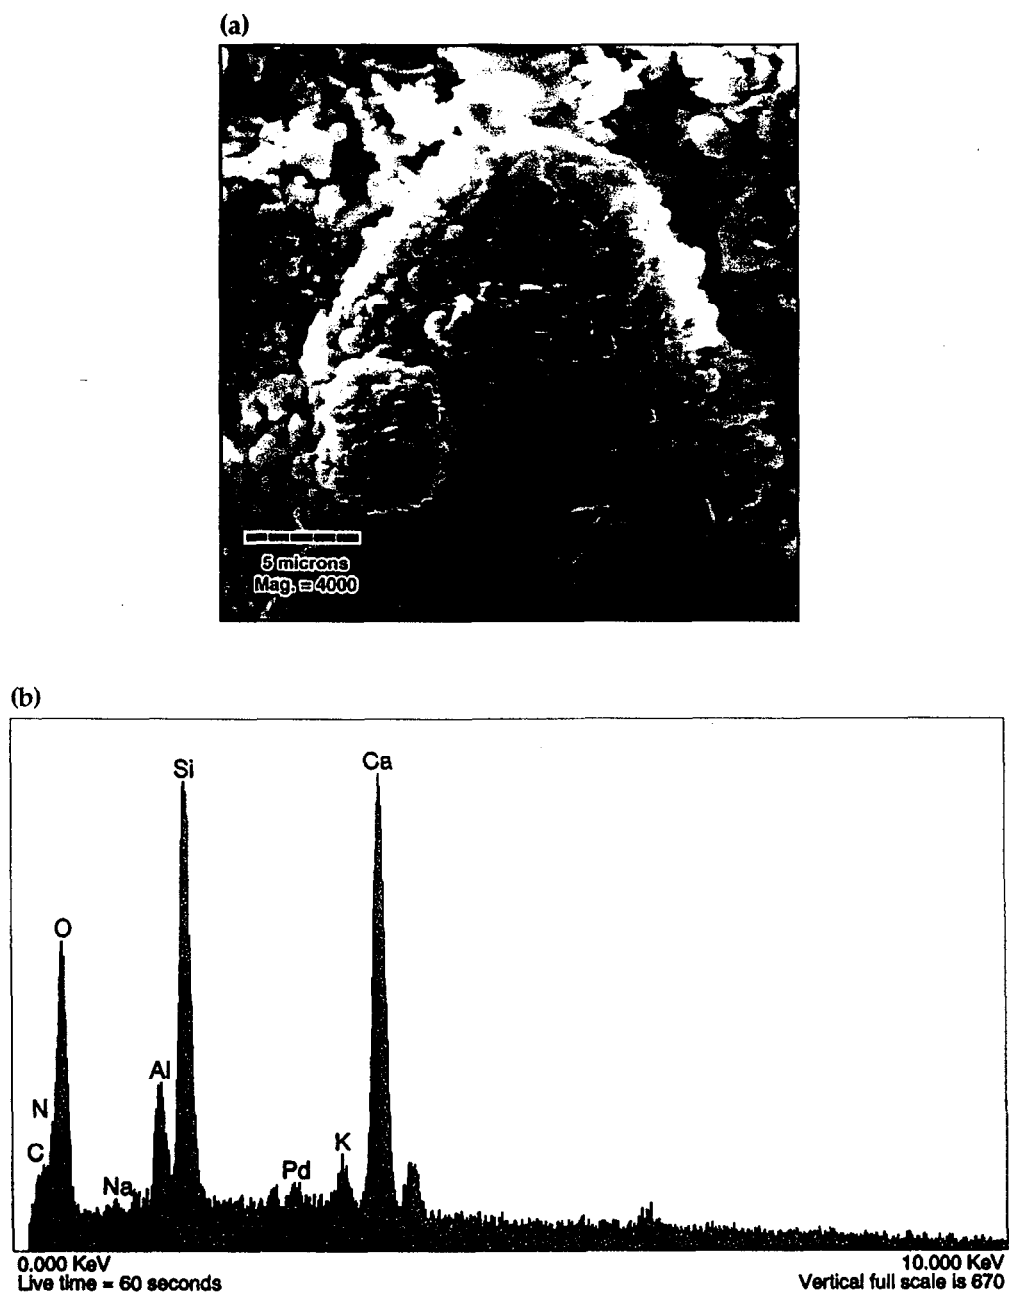 (a)
5 microns
Mag. = 4000
(b)
Si
Ca
O
Al
N
K
C
Pd
Na
0.000 KeV
10.000 KeV
Live time = 60 seconds
Vertical full scale is 670